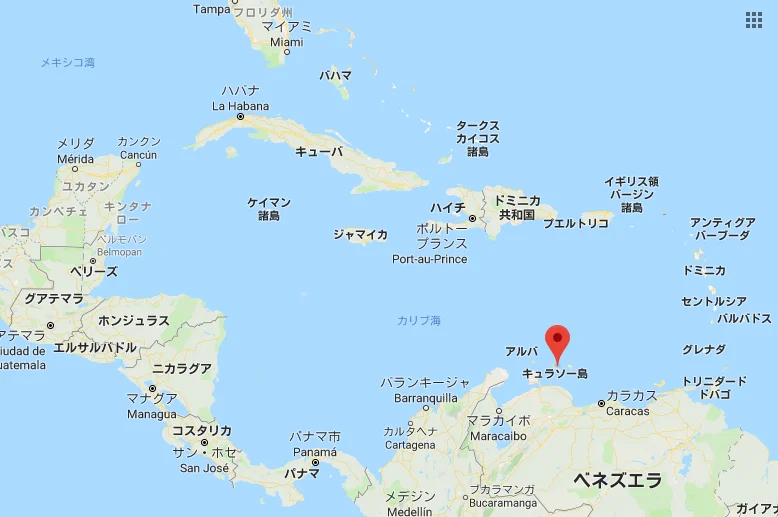 Tampa
フロリダ州
マイアミ
Miami
メキシコ湾
バハマ
ハバナ
La Habana
タークス
カイコス
諸島
メリダ
Mérida
カンクン
Cancún
キューバ
ユカタン
カンペチェ
キンタナ
ロー
ケイマン
諸島
ハイチ
ドミニカ
共和国
イギリス領
バージン
諸島
プエルトリコ
ジャマイカ
ポルトー
プランス
Port-au-Prince
アンティグア
バーブーダ
バスコ
ベルモパン
Belmopan
ベリーズ
ドミニカ
グアテマラ
セントルシア
バルバドス
ホンジュラス
カリブ海
アテマラ
iudad de
uatemala
エルサルバドル
ニカラグア
アルバ
キュラソー島
グレナダ
トリニダード
ドバゴ
マナグア
Managua
バランキージャ
Barranquilla
カラカス
Caracas
マラカイボ
Maracaibo
コスタリカ
サン・ホセ
San José
パナマ市
Panamá
パナマ
カルタヘナ
Cartagena
ベネズエラ
メデジン
Medellín
ブカラマンガ
Bucaramanga
ガイアナ